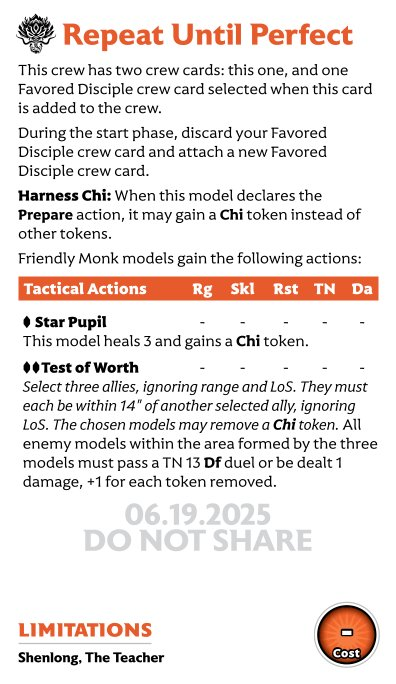 Repeat Until Perfect
This crew has two crew cards: this one, and one
Favored Disciple crew card selected when this card
is added to the crew.
During the start phase, discard your Favored
Disciple crew card and attach a new Favored
Disciple crew card.
Harness Chi: When this model declares the
Prepare action, it may gain a Chi token instead of
other tokens.
Friendly Monk models gain the following actions:
Tactical Actions Rg Skl Rst TN Da
Star Pupil - - - - -
This model heals 3 and gains a Chi token.
Test of Worth - - - - -
Select three allies, ignoring range and LoS. They must
each be within 14" of another selected ally, ignoring
LoS. The chosen models may remove a Chi token. All
enemy models within the area formed by the three
models must pass a TN 13 Df duel or be dealt 1
damage, +1 for each token removed.
06.19.2025
DO NOT SHARE
LIMITATIONS
Shenlong, The Teacher
-
Cost